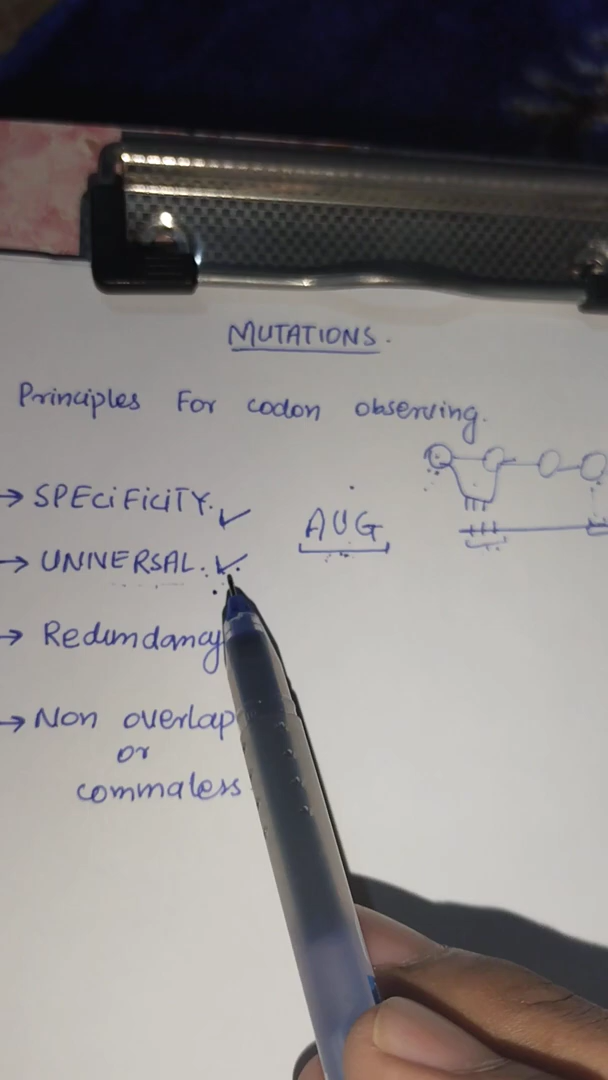 MUTATIONS.
Principles For codon observing.
→ SPECiFiCiTY. ✓
AUG
→ UNIVERSAL. ✓
→ Redundancy
→ Non overlap
or
commaless